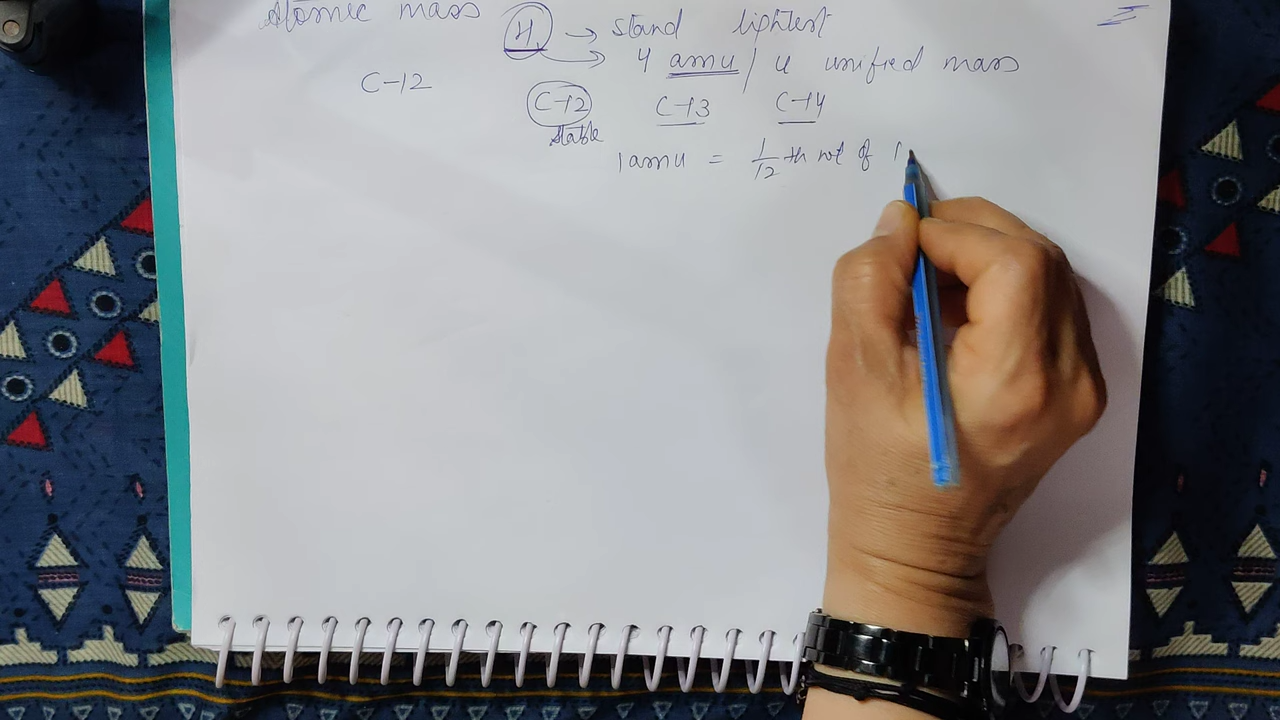 Atomic mass H → stand lightest
→ 4 amu / u unified mass
C-12
C-12 C-13 C-14
stable
1 amu = 1/12 th wt of 1